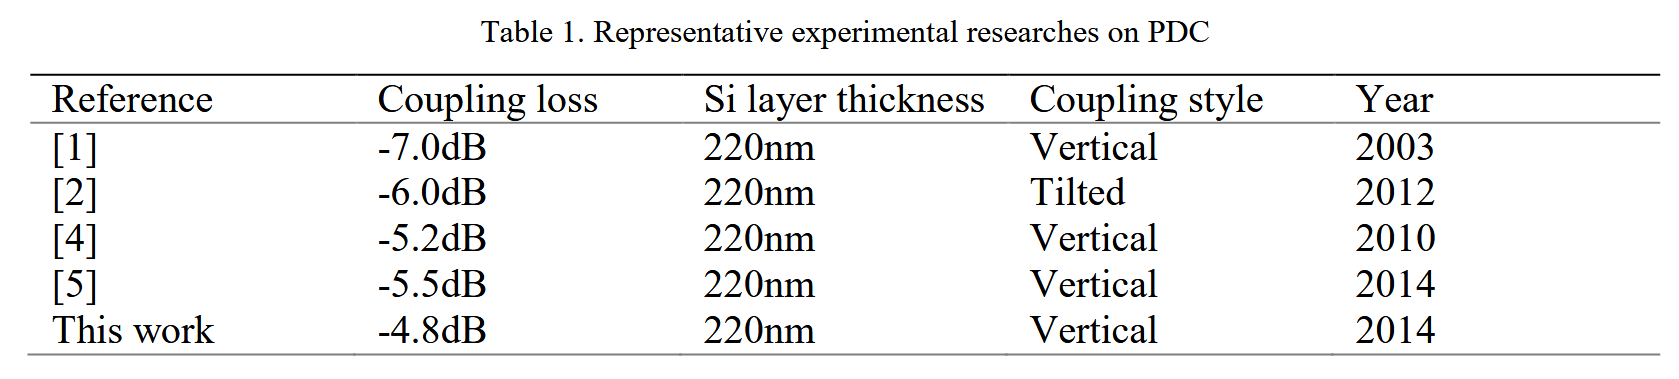 Table 1. Representative experimental researches on PDC
Reference Coupling loss Si layer thickness Coupling style Year
[1] -7.0dB 220nm Vertical 2003
[2] -6.0dB 220nm Tilted 2012
[4] -5.2dB 220nm Vertical 2010
[5] -5.5dB 220nm Vertical 2014
This work -4.8dB 220nm Vertical 2014